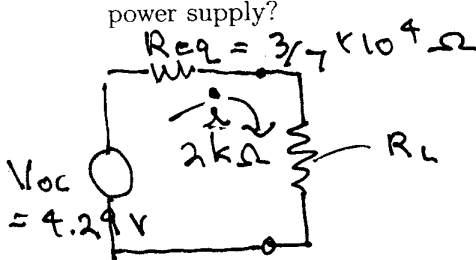 power supply?
Req = 3/7 × 10⁴ Ω
i
2kΩ
RL
Voc
= 4.29 V